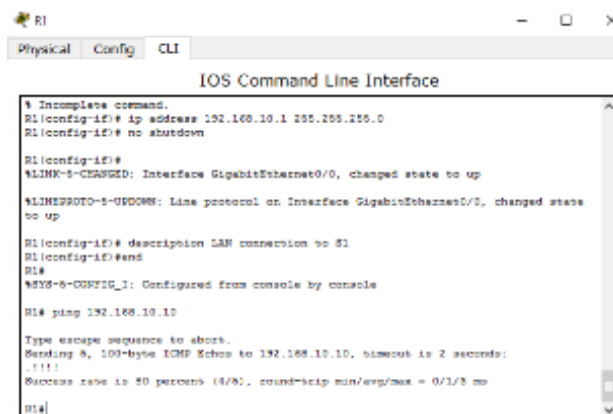 R1
Physical Config CLI
IOS Command Line Interface
% Incomplete command.
R1(config-if)# ip address 192.168.10.1 255.255.255.0
R1(config-if)# no shutdown
R1(config-if)#
%LINK-5-CHANGED: Interface GigabitEthernet0/0, changed state to up
%LINEPROTO-5-UPDOWN: Line protocol on Interface GigabitEthernet0/0, changed state
to up
R1(config-if)# description LAN connection to S1
R1(config-if)#end
R1#
%SYS-5-CONFIG_I: Configured from console by console
R1# ping 192.168.10.10
Type escape sequence to abort.
Sending 5, 100-byte ICMP Echos to 192.168.10.10, timeout is 2 seconds:
.!!!!
Success rate is 80 percent (4/5), round-trip min/avg/max = 0/1/3 ms
R1#